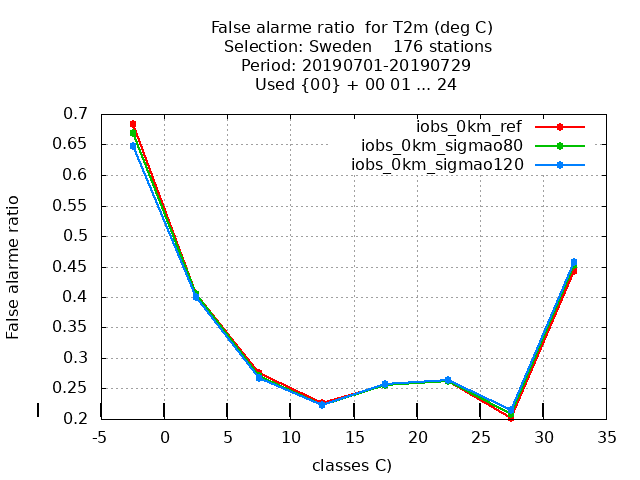 False alarme ratio  for T2m (deg C)
Selection: Sweden    176 stations
Period: 20190701-20190729
Used {00} + 00 01 ... 24
iobs_0km_ref
iobs_0km_sigmao80
iobs_0km_sigmao120
False alarme ratio
0.7
0.65
0.6
0.55
0.5
0.45
0.4
0.35
0.3
0.25
0.2
-5 0 5 10 15 20 25 30 35
classes C)